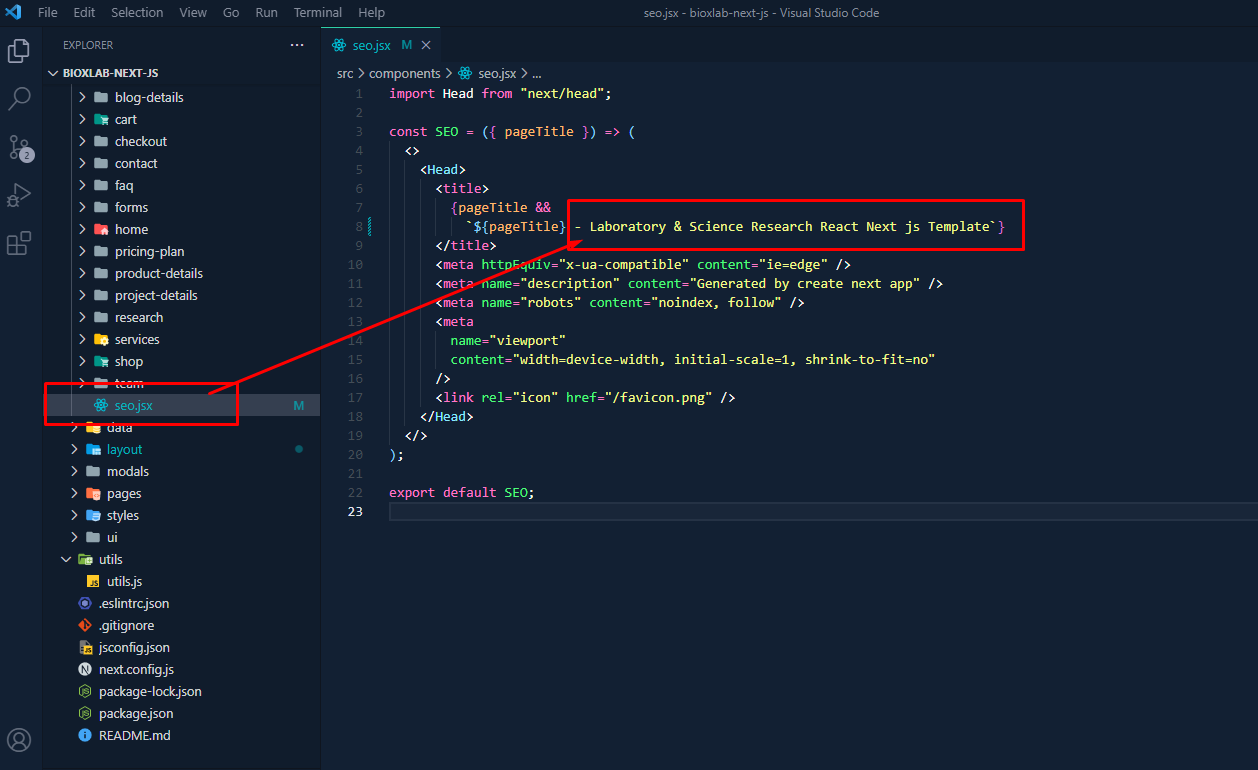 File Edit Selection View Go Run Terminal Help
seo.jsx - bioxlab-next-js - Visual Studio Code
EXPLORER ...
BIOXLAB-NEXT-JS
blog-details
cart
checkout
contact
faq
forms
home
pricing-plan
product-details
project-details
research
services
shop
team
seo.jsx M
data
layout
modals
pages
styles
ui
utils
JS utils.js
.eslintrc.json
.gitignore
jsconfig.json
N next.config.js
package-lock.json
package.json
README.md
2
seo.jsx M
src > components > seo.jsx > ...
1 import Head from "next/head";
2
3 const SEO = ({ pageTitle }) => (
4 <>
5 <Head>
6 <title>
7 {pageTitle &&
8 `${pageTitle} - Laboratory & Science Research React Next js Template`}
9 </title>
10 <meta httpEquiv="x-ua-compatible" content="ie=edge" />
11 <meta name="description" content="Generated by create next app" />
12 <meta name="robots" content="noindex, follow" />
13 <meta
14 name="viewport"
15 content="width=device-width, initial-scale=1, shrink-to-fit=no"
16 />
17 <link rel="icon" href="/favicon.png" />
18 </Head>
19 </>
20 );
21
22 export default SEO;
23